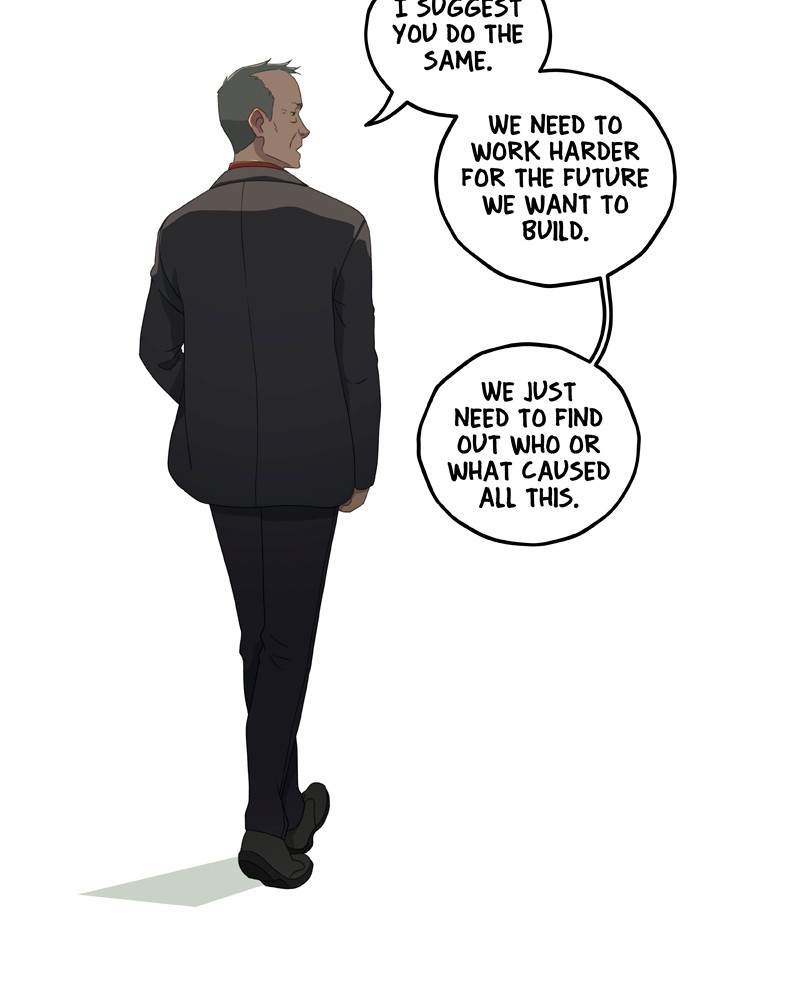 I SUGGEST
YOU DO THE
SAME.
WE NEED TO
WORK HARDER
FOR THE FUTURE
WE WANT TO
BUILD.
WE JUST
NEED TO FIND
OUT WHO OR
WHAT CAUSED
ALL THIS.